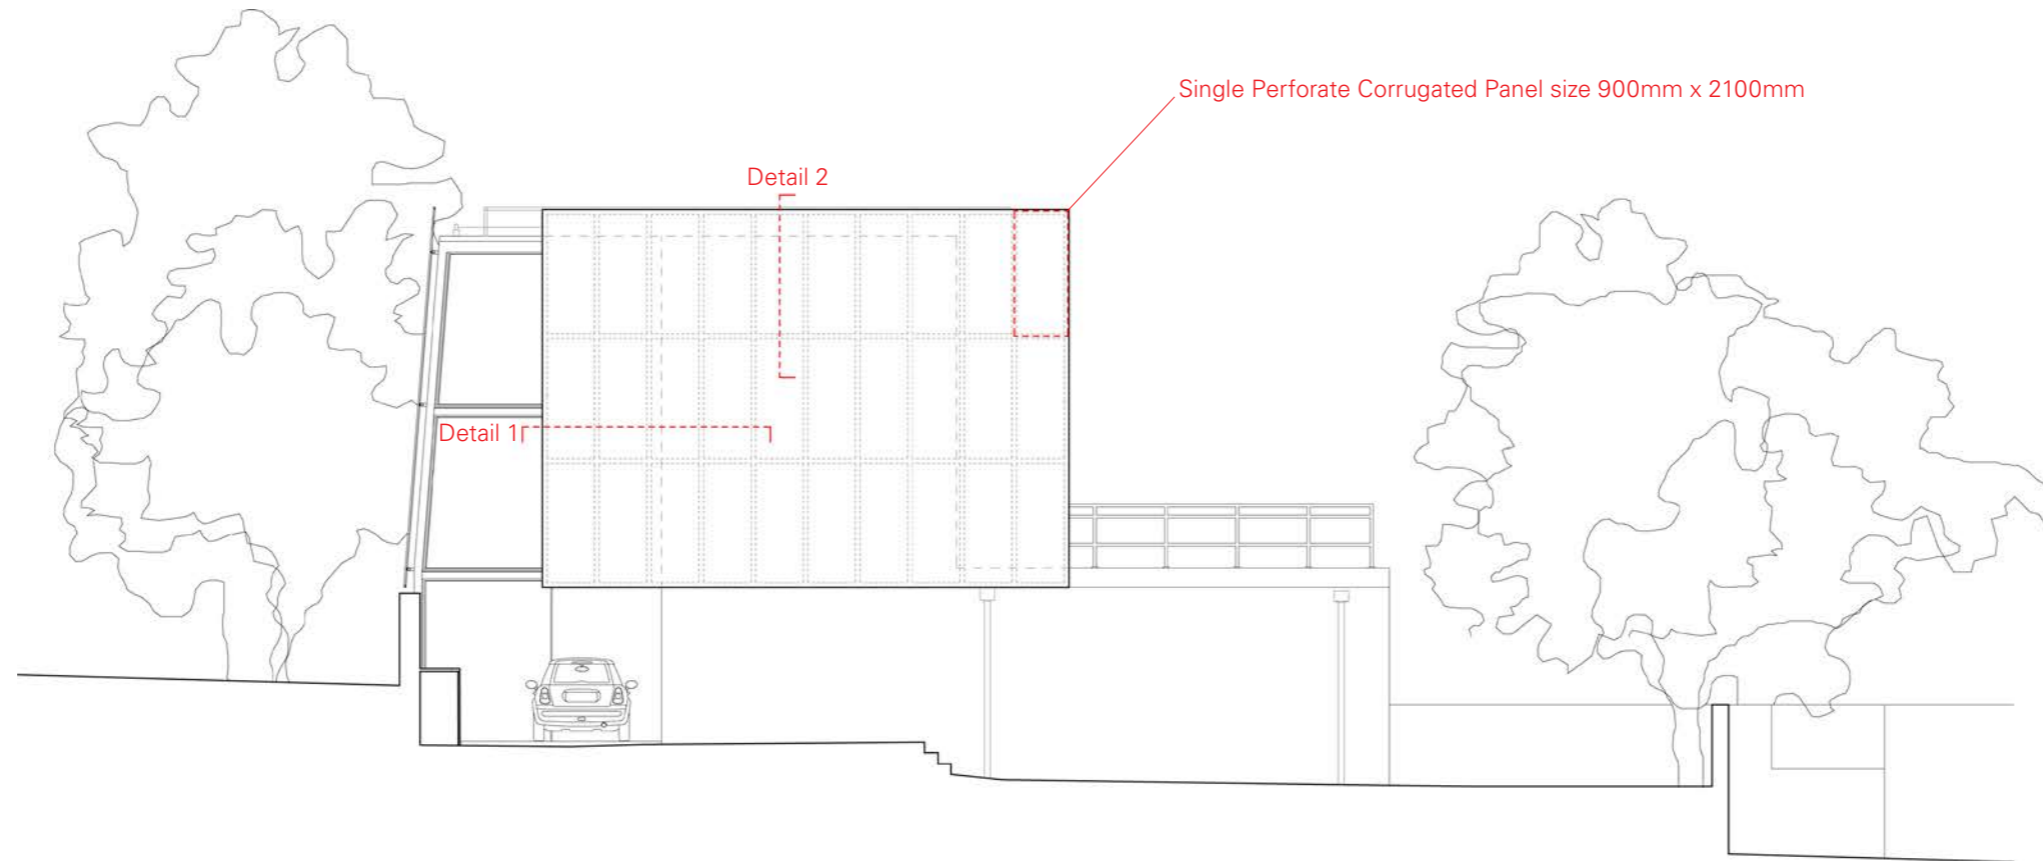 Single Perforate Corrugated Panel size 900mm x 2100mm
Detail 2
Detail 1